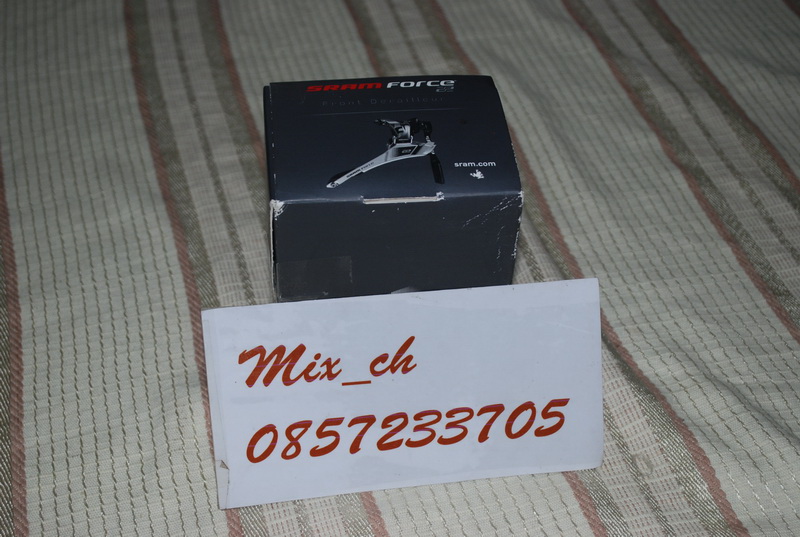 SRAM FORCE
Front Derailleur
sram.com
Mix_ch
0857233705